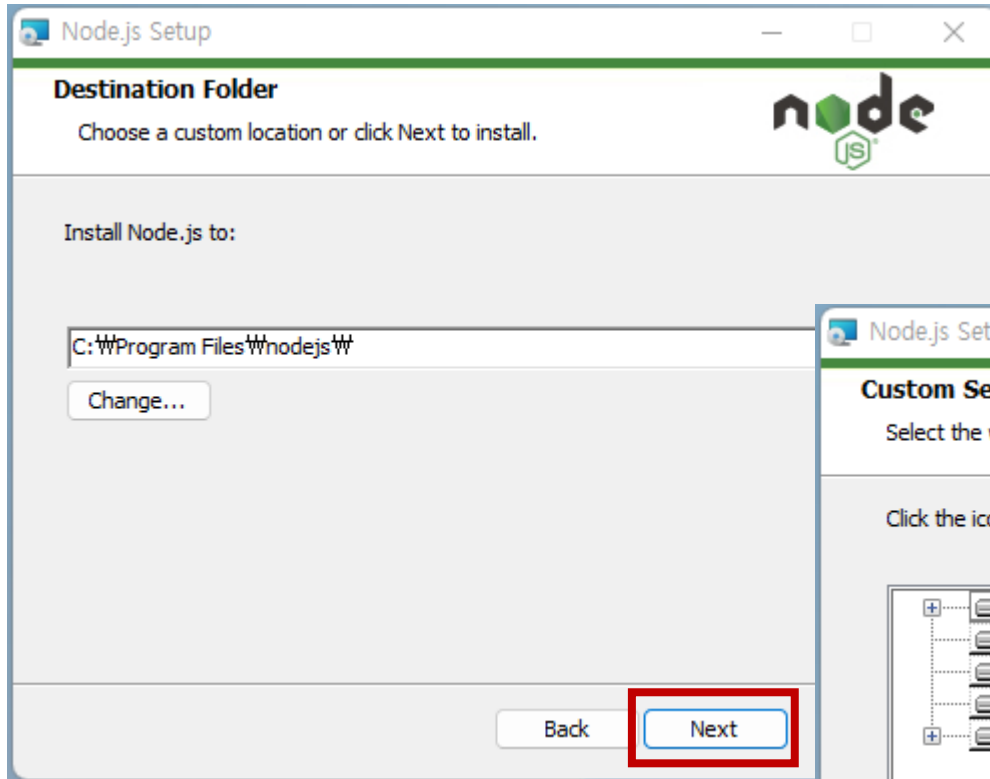 Node.js Setup
Destination Folder
Choose a custom location or click Next to install.
node
JS
Install Node.js to:
C:₩Program Files₩nodejs₩
Change...
Back
Next
Node.js Set
Custom Se
Select the
Click the ic